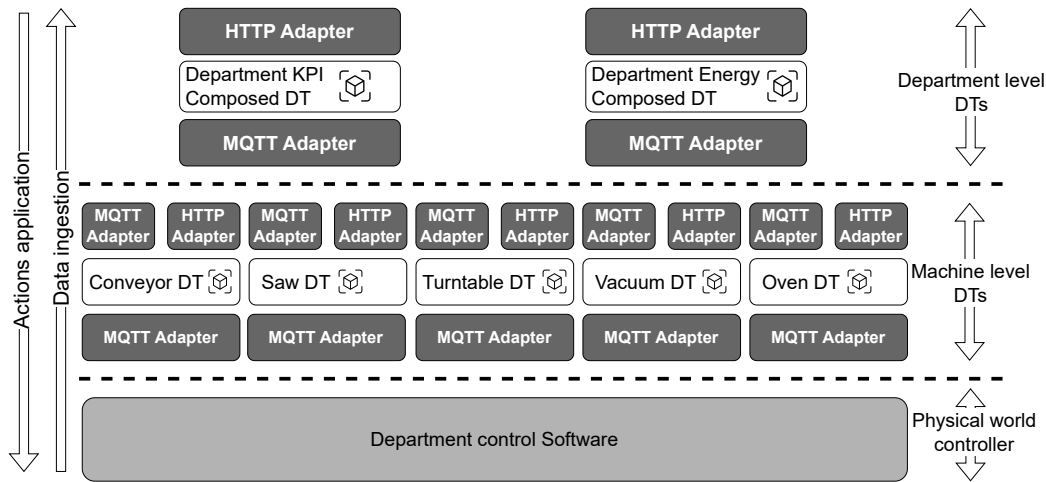 HTTP Adapter
HTTP Adapter
Department KPI
Composed DT
Department Energy
Composed DT
MQTT Adapter
MQTT Adapter
Department level
DTs
Actions application
Data ingestion
MQTT
Adapter
HTTP
Adapter
MQTT
Adapter
HTTP
Adapter
MQTT
Adapter
HTTP
Adapter
MQTT
Adapter
HTTP
Adapter
MQTT
Adapter
HTTP
Adapter
Conveyor DT
Saw DT
Turntable DT
Vacuum DT
Oven DT
Machine level
DTs
MQTT Adapter
MQTT Adapter
MQTT Adapter
MQTT Adapter
MQTT Adapter
Department control Software
Physical world
controller